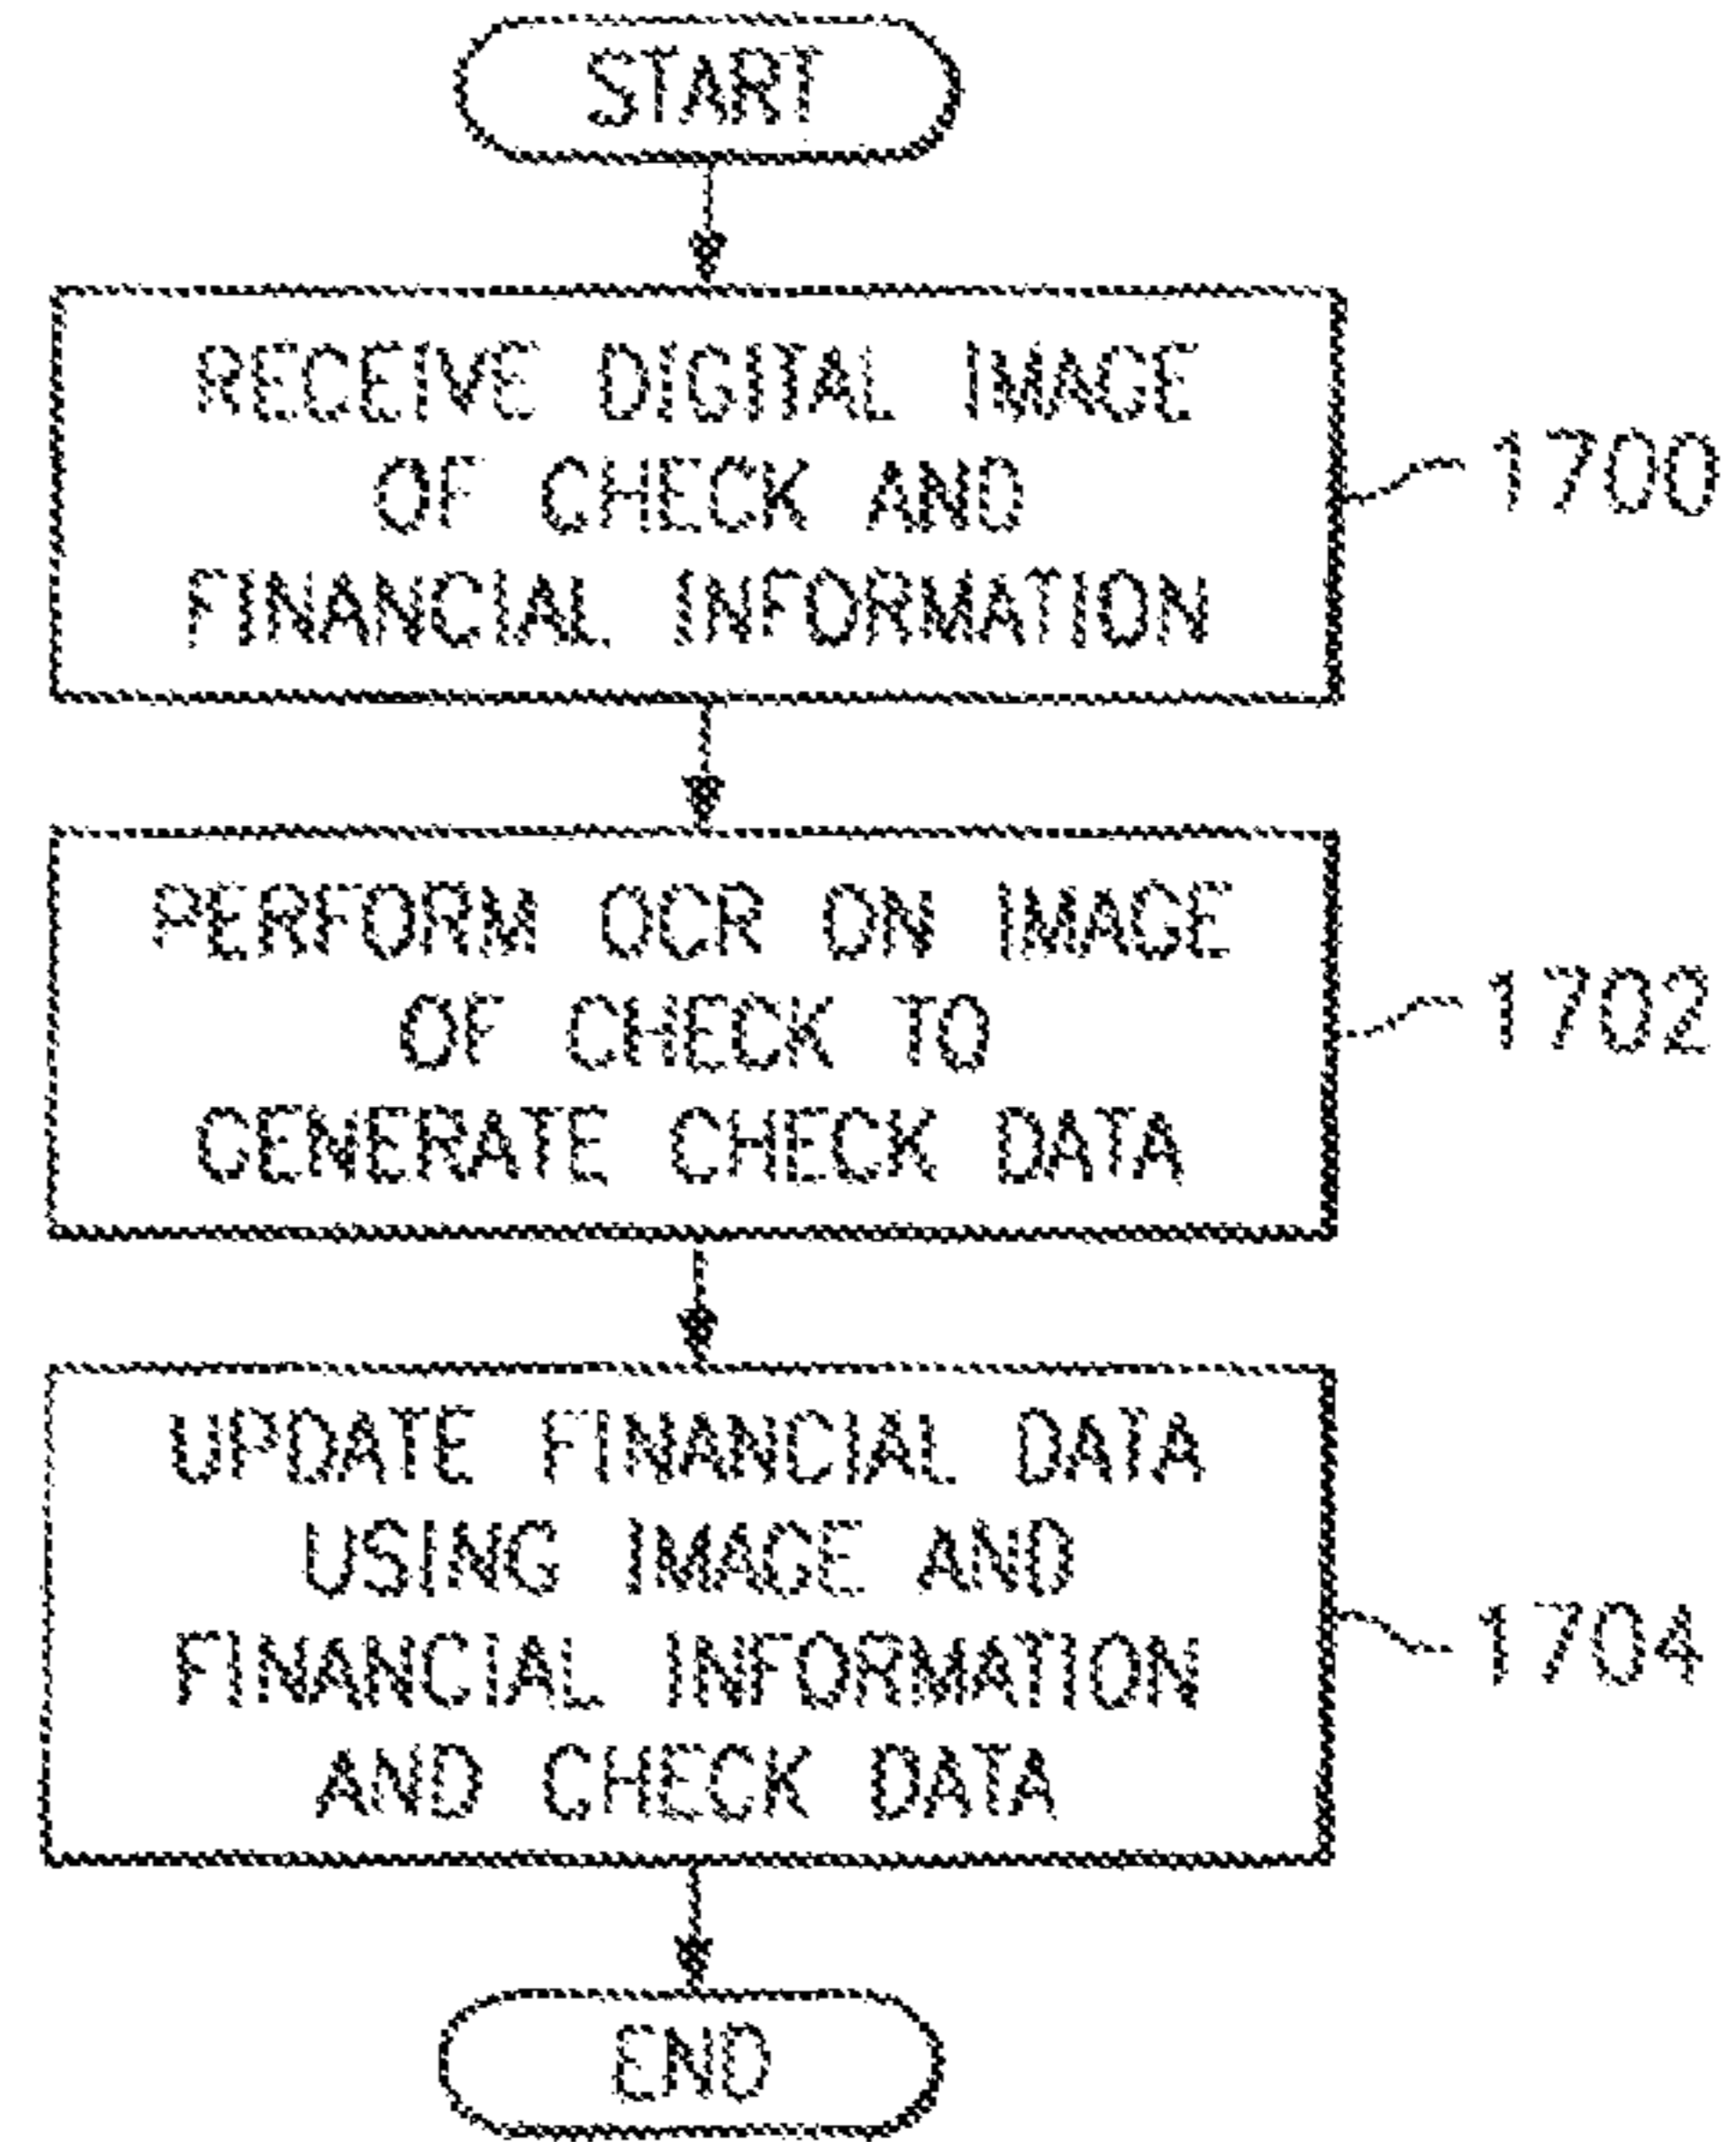 START
RECEIVE DIGITAL IMAGE
OF CHECK AND
FINANCIAL INFORMATION
1700
PERFORM OCR ON IMAGE
OF CHECK TO
GENERATE CHECK DATA
1702
UPDATE FINANCIAL DATA
USING IMAGE AND
FINANCIAL INFORMATION
AND CHECK DATA
1704
END